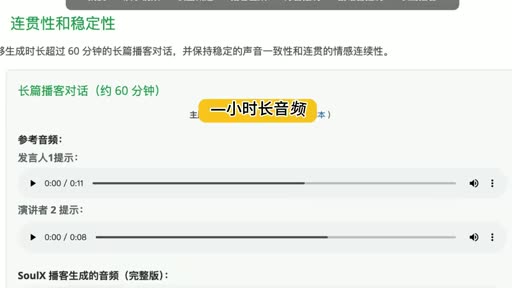 连贯性和稳定性
够生成时长超过 60 分钟的长篇播客对话，并保持稳定的声音一致性和连贯的情感连续性。
长篇播客对话（约 60 分钟）
一小时长音频
本 ）
参考音频：
发言人1提示：
0:00 / 0:11
演讲者 2 提示：
0:00 / 0:08
SoulX 播客生成的音频（完整版）：